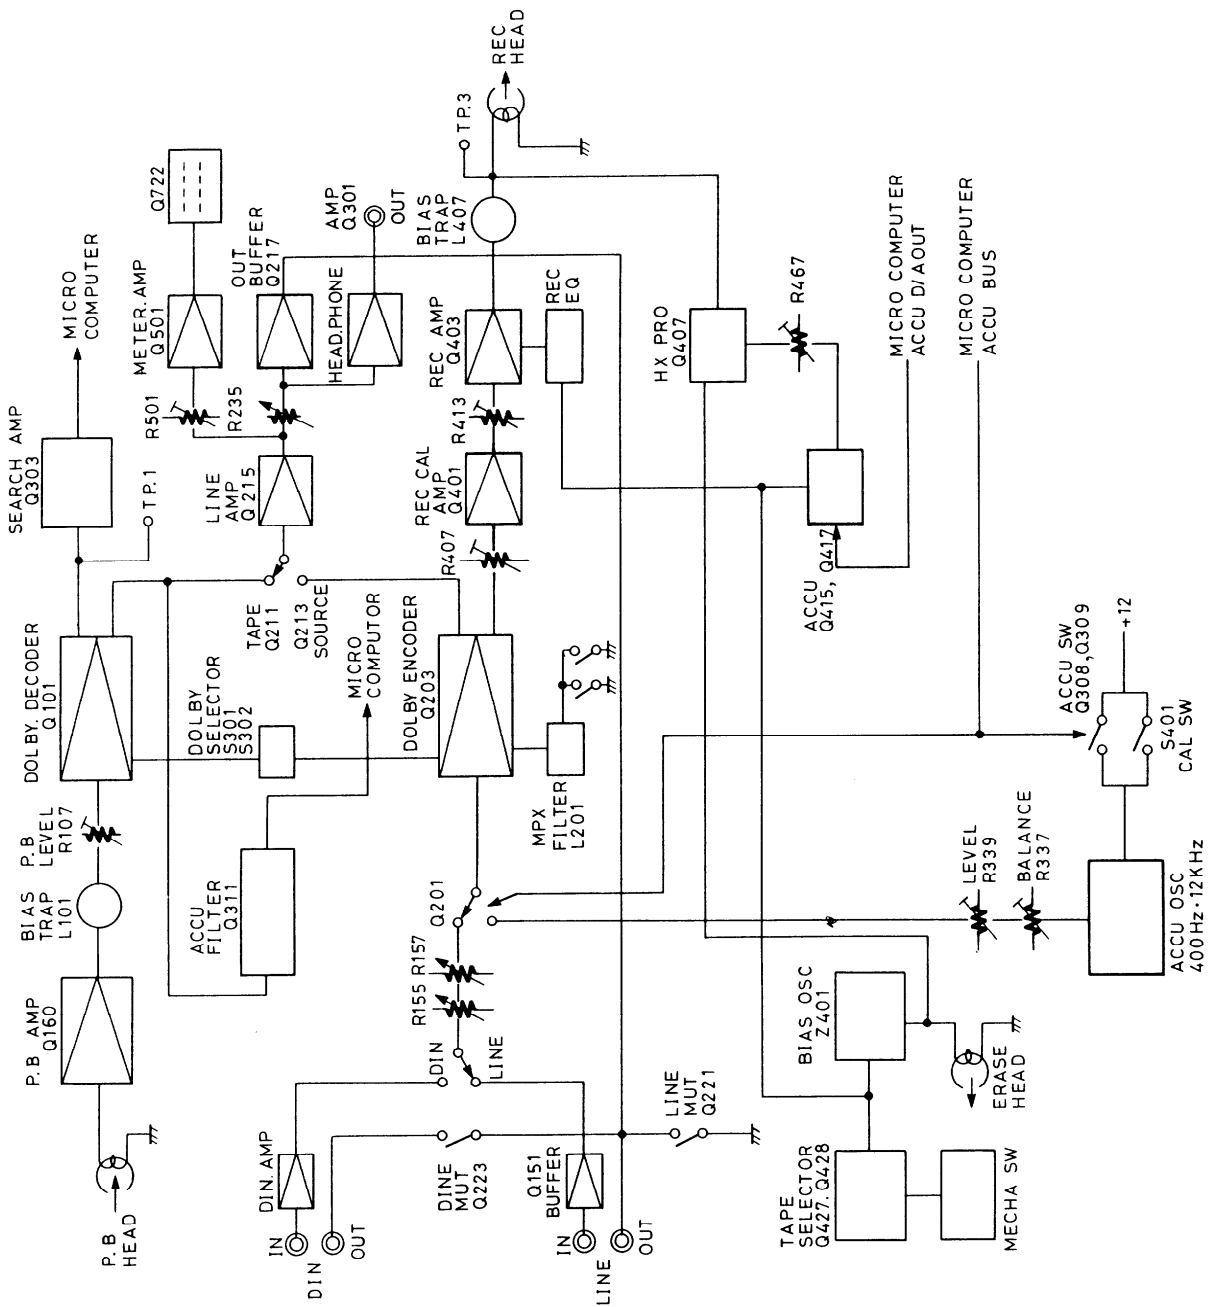 P.B
HEAD
P.B AMP
Q160
BIAS
TRAP
L101
P.B
LEVEL
R107
DOLBY. DECODER
Q101
SEARCH AMP
Q303
MICRO
COMPUTER
TP.1
ACCU
FILTER
Q311
DOLBY
SELECTOR
S301
S302
MICRO
COMPUTOR
TAPE
Q211
Q213
SOURCE
LINE
AMP
Q215
R501
R235
METER.AMP
Q501
Q722
OUT
BUFFER
Q217
HEAD.PHONE
AMP
Q301
OUT
DIN
IN
OUT
DIN.AMP
DINE
MUT
Q223
DIN
LINE
R155
R157
Q201
DOLBY ENCODER
Q203
MPX
FILTER
L201
R407
REC CAL
AMP
Q401
R413
REC AMP
Q403
REC
EQ
BIAS
TRAP
L407
TP.3
REC
HEAD
LINE
IN
OUT
Q151
BUFFER
LINE
MUT
Q221
HX PRO
Q407
R467
ACCU
Q415, Q417
MICRO COMPUTER
ACCU D/AOUT
MICRO COMPUTER
ACCU BUS
TAPE
SELECTOR
Q427.Q428
MECHA SW
BIAS OSC
Z401
ERASE
HEAD
LEVEL
R339
BALANCE
R337
ACCU OSC
400Hz·12KHz
ACCU SW
Q308,Q309
S401
CAL SW
+12